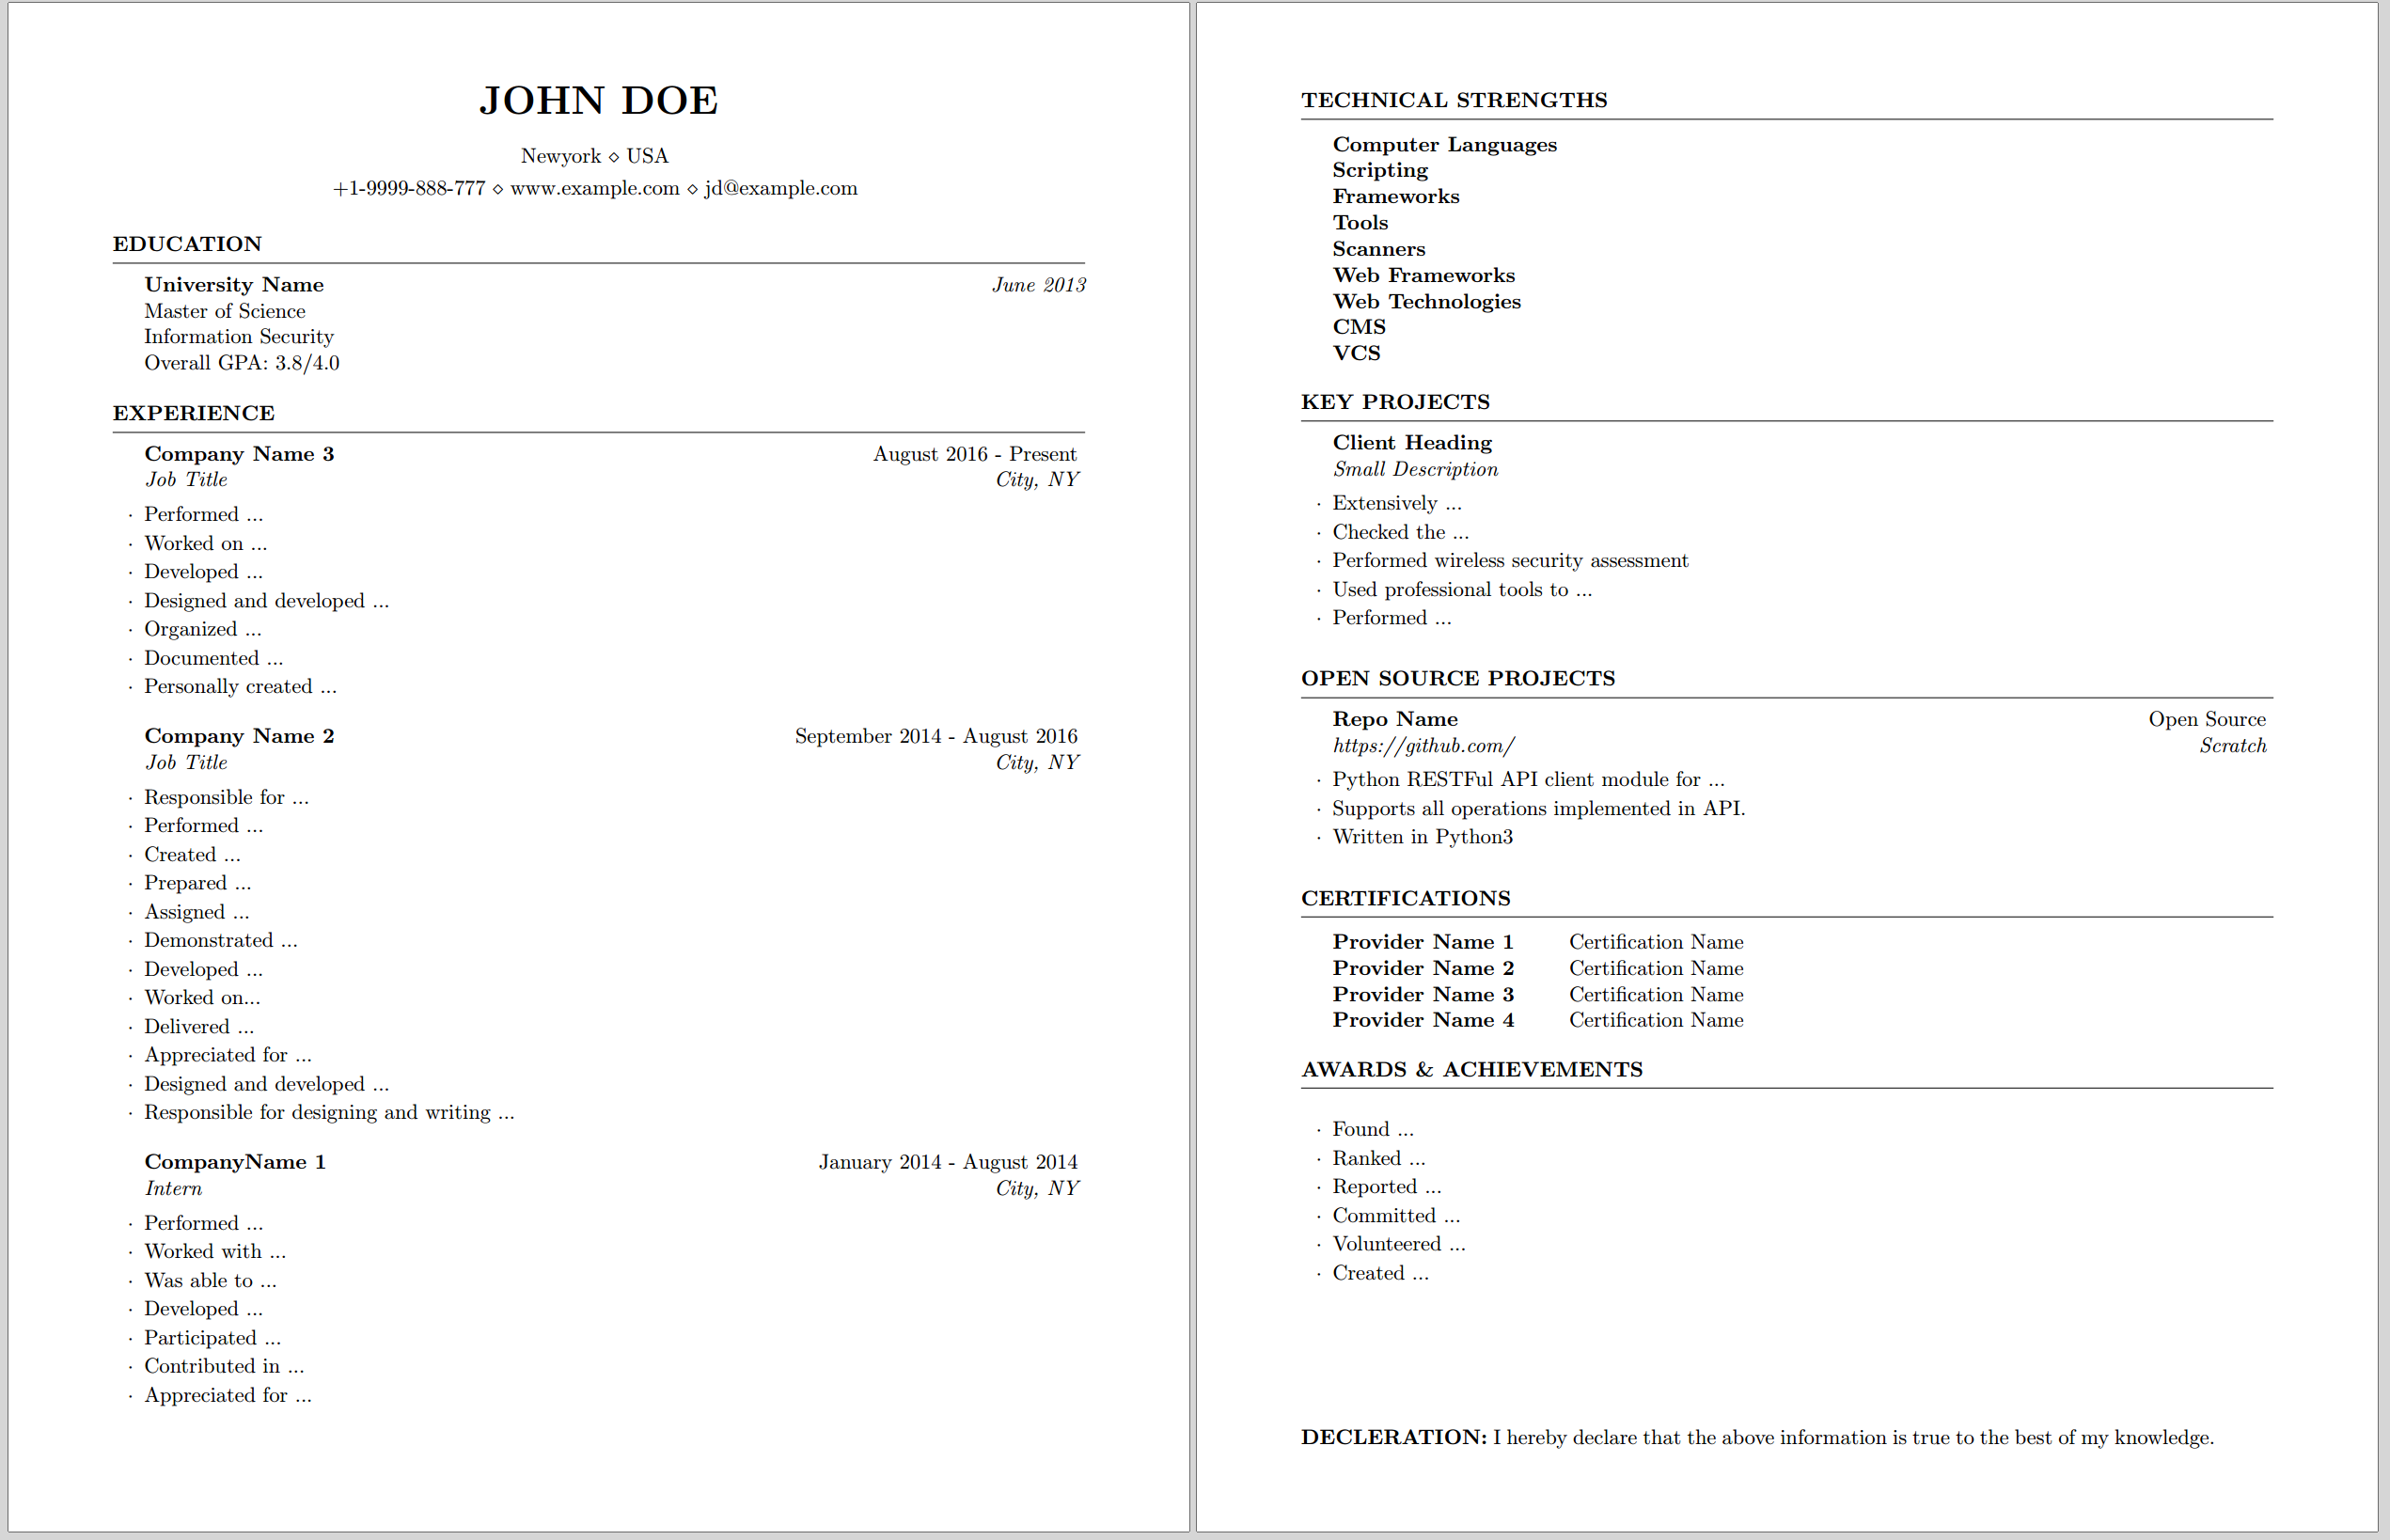 JOHN DOE
Newyork ⋄ USA
+1-9999-888-777 ⋄ www.example.com ⋄ jd@example.com
EDUCATION
University Name June 2013
Master of Science
Information Security
Overall GPA: 3.8/4.0
EXPERIENCE
Company Name 3 August 2016 - Present
Job Title City, NY
· Performed ...
· Worked on ...
· Developed ...
· Designed and developed ...
· Organized ...
· Documented ...
· Personally created ...
Company Name 2 September 2014 - August 2016
Job Title City, NY
· Responsible for ...
· Performed ...
· Created ...
· Prepared ...
· Assigned ...
· Demonstrated ...
· Developed ...
· Worked on...
· Delivered ...
· Appreciated for ...
· Designed and developed ...
· Responsible for designing and writing ...
CompanyName 1 January 2014 - August 2014
Intern City, NY
· Performed ...
· Worked with ...
· Was able to ...
· Developed ...
· Participated ...
· Contributed in ...
· Appreciated for ...
TECHNICAL STRENGTHS
Computer Languages
Scripting
Frameworks
Tools
Scanners
Web Frameworks
Web Technologies
CMS
VCS
KEY PROJECTS
Client Heading
Small Description
· Extensively ...
· Checked the ...
· Performed wireless security assessment
· Used professional tools to ...
· Performed ...
OPEN SOURCE PROJECTS
Repo Name Open Source
https://github.com/ Scratch
· Python RESTFul API client module for ...
· Supports all operations implemented in API.
· Written in Python3
CERTIFICATIONS
Provider Name 1 Certification Name
Provider Name 2 Certification Name
Provider Name 3 Certification Name
Provider Name 4 Certification Name
AWARDS & ACHIEVEMENTS
· Found ...
· Ranked ...
· Reported ...
· Committed ...
· Volunteered ...
· Created ...
DECLERATION: I hereby declare that the above information is true to the best of my knowledge.